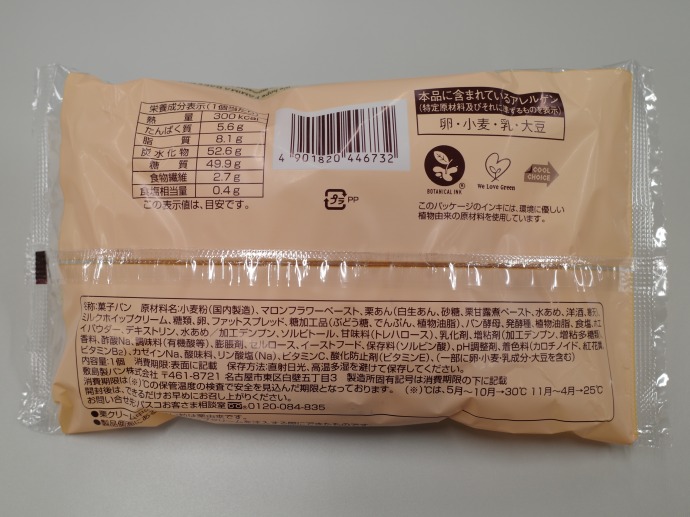 栄養成分表示(1個当たり)
熱量 300kcal
たんぱく質 5.6g
脂質 8.1g
炭水化物 52.6g
糖質 49.9g
食物繊維 2.7g
食塩相当量 0.4g
この表示値は、目安です。
4 901820 446732
プラ PP
本品に含まれているアレルゲン
(特定原材料及びそれに準ずるものを表示)
卵・小麦・乳・大豆
BOTANICAL INK
We Love Green
COOL CHOICE
このパッケージのインキには、環境に優しい
植物由来の原材料を使用しています。
名称:菓子パン 原材料名:小麦粉(国内製造)、マロンフラワーペースト、栗あん(白生あん、砂糖、栗甘露煮ペースト、水あめ、洋酒、寒天)、
ミルクホイップクリーム、糖類、卵、ファットスプレッド、糖加工品(ぶどう糖、でんぷん、植物油脂)、パン酵母、発酵種、植物油脂、食塩、
イパウダー、デキストリン、水あめ/加工デンプン、ソルビトール、甘味料(トレハロース)、乳化剤、増粘剤(加工デンプン、増粘多糖類)、
香料、酢酸Na、調味料(有機酸等)、膨脹剤、セルロース、イーストフード、保存料(ソルビン酸)、pH調整剤、着色料(カロチノイド、紅花黄、
ビタミンB2)、カゼインNa、酸味料、リン酸塩(Na)、ビタミンC、酸化防止剤(ビタミンE)、(一部に卵・小麦・乳成分・大豆を含む)
内容量:1個 消費期限:表面に記載 保存方法:直射日光、高温多湿を避けて保存してください。
敷島製パン株式会社 〒461-8721 名古屋市東区白壁五丁目3 製造所固有記号は消費期限の下に記載
消費期限は(※)℃の保管温度の検査で安全を見込んだ期限となっております。 (※)℃は、5月〜10月→30℃ 11月〜4月→25℃
開封後は、できるだけお早めにお召し上がりください。
お問い合せ先パスコお客さま相談室 0120-084-835
●栗クリーム
●製品